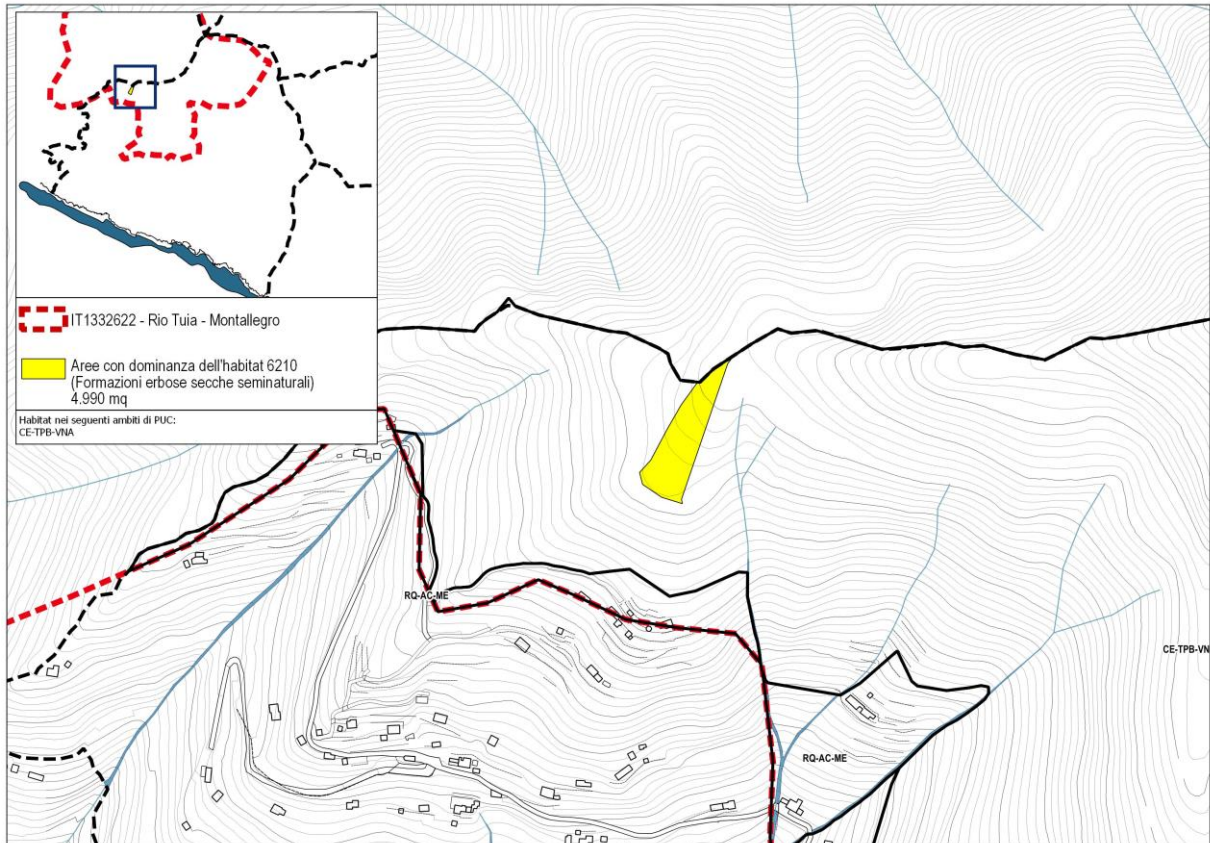 IT1332622 - Rio Tuia - Montallegro
Aree con dominanza dell'habitat 6210
(Formazioni erbose secche seminaturali)
4.990 mq
Habitat nei seguenti ambiti di PUC:
CE-TPB-VNA
RQ-AC-ME
CE-TPB-VN
RQ-AC-ME